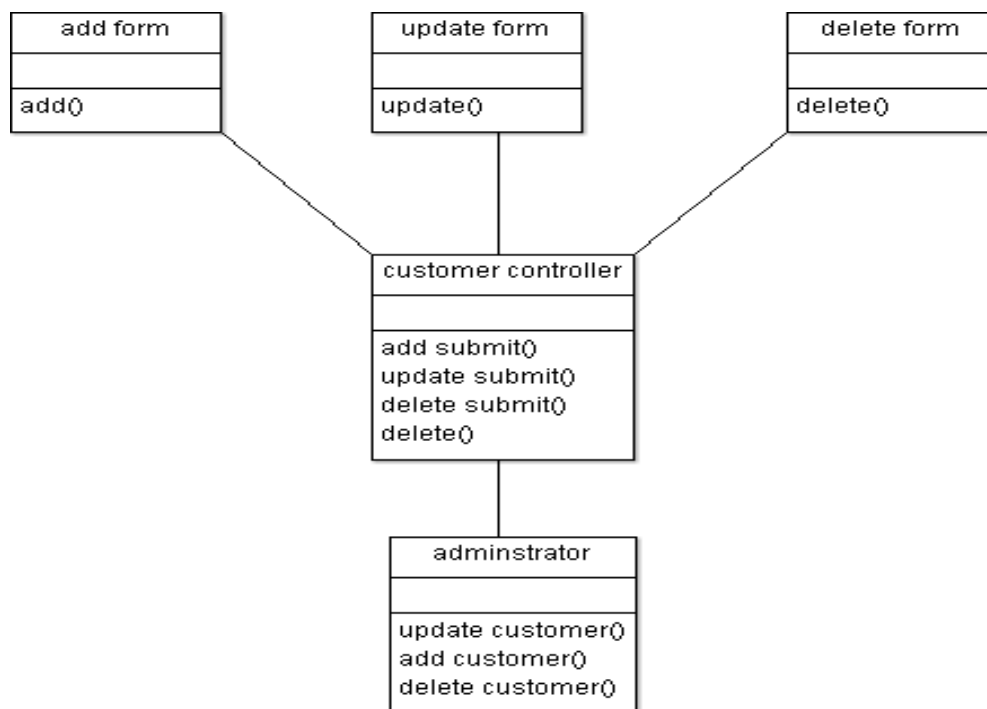 add form
add()
update form
update()
delete form
delete()
customer controller
add submit()
update submit()
delete submit()
delete()
adminstrator
update customer()
add customer()
delete customer()